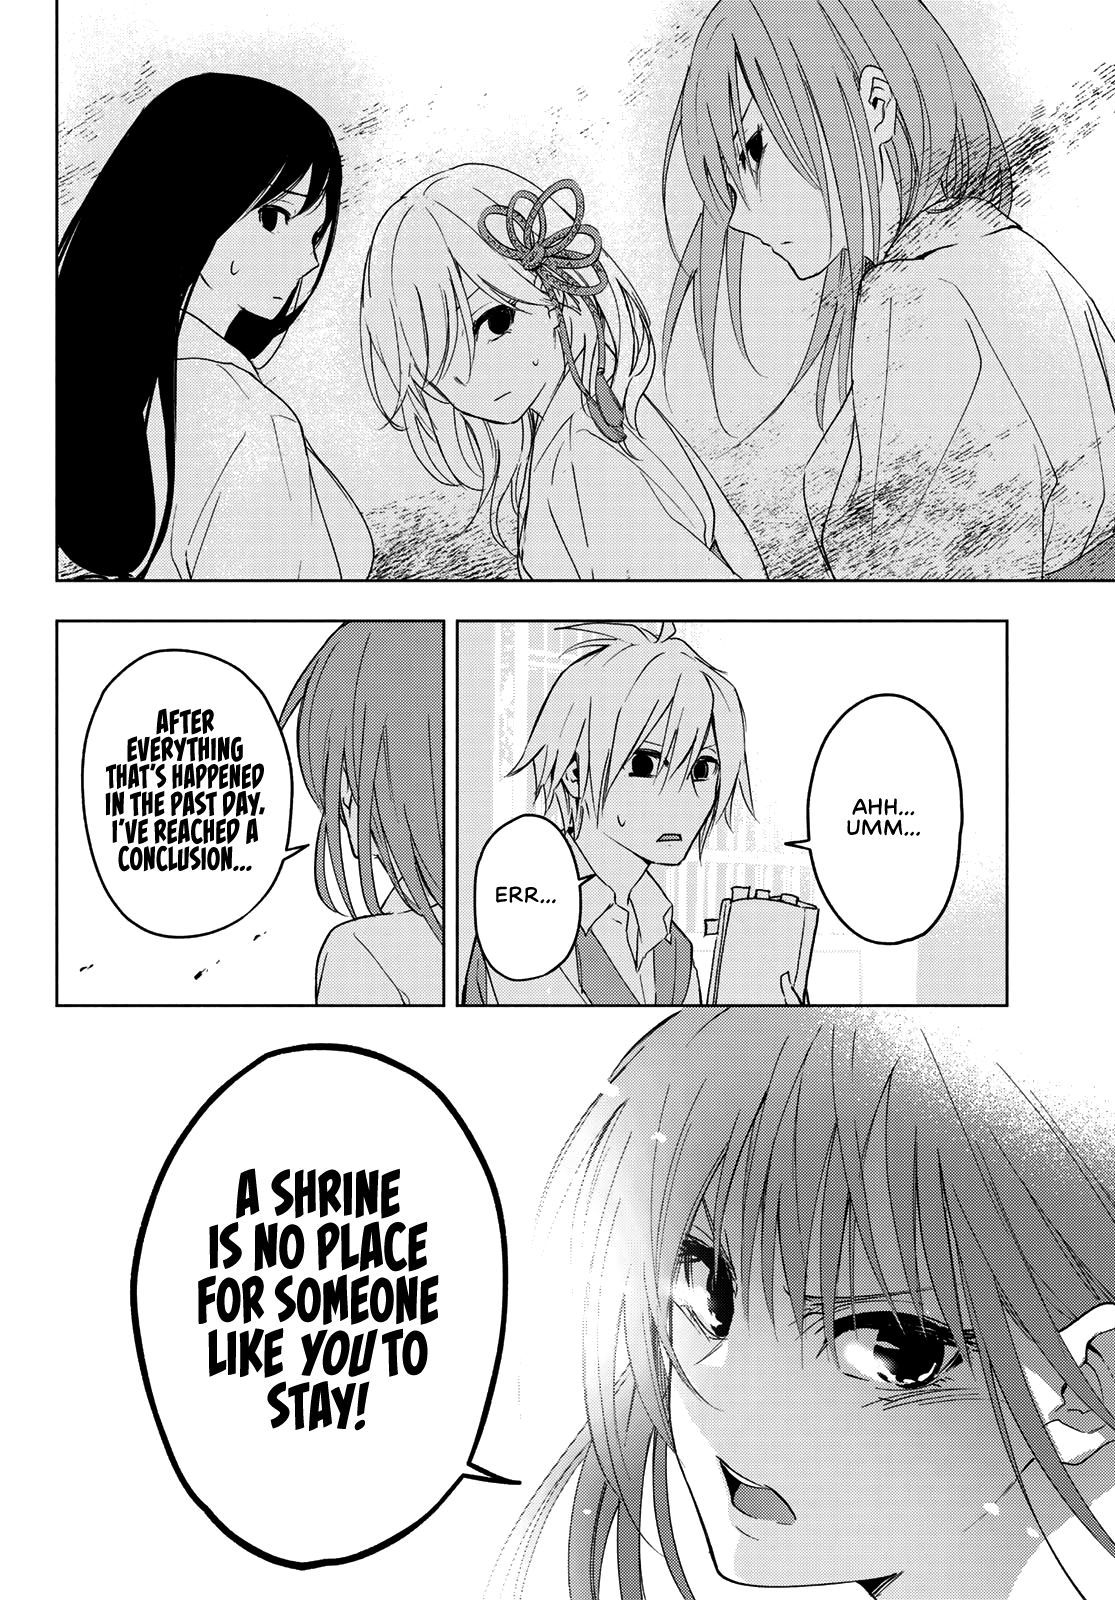 AHH...
UMM...
ERR...
AFTER
EVERYTHING
THAT'S HAPPENED
IN THE PAST DAY,
I'VE REACHED A
CONCLUSION...
A SHRINE
IS NO PLACE
FOR SOMEONE
LIKE YOU TO
STAY!